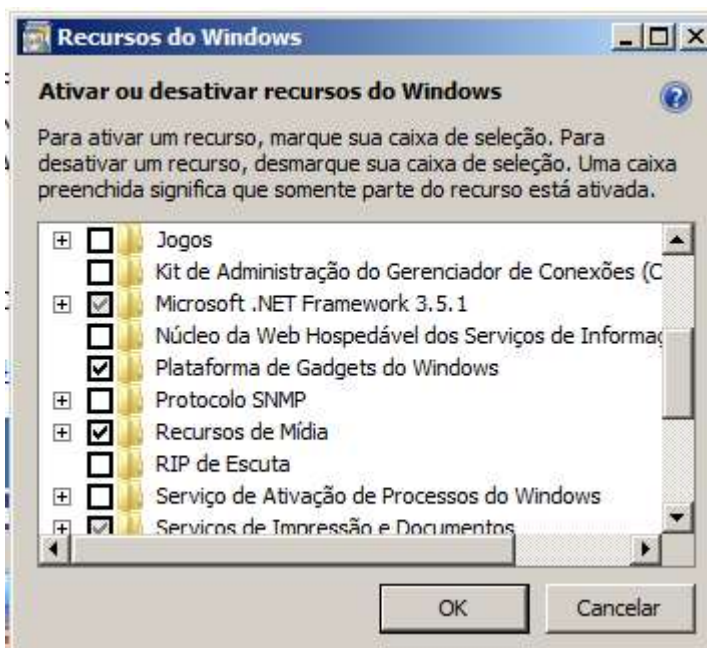 Recursos do Windows
Ativar ou desativar recursos do Windows
Para ativar um recurso, marque sua caixa de seleção. Para
desativar um recurso, desmarque sua caixa de seleção. Uma caixa
preenchida significa que somente parte do recurso está ativada.
Jogos
Kit de Administração do Gerenciador de Conexões (C
Microsoft .NET Framework 3.5.1
Núcleo da Web Hospedável dos Serviços de Informaç
Plataforma de Gadgets do Windows
Protocolo SNMP
Recursos de Mídia
RIP de Escuta
Serviço de Ativação de Processos do Windows
Serviços de Impressão e Documentos
OK
Cancelar